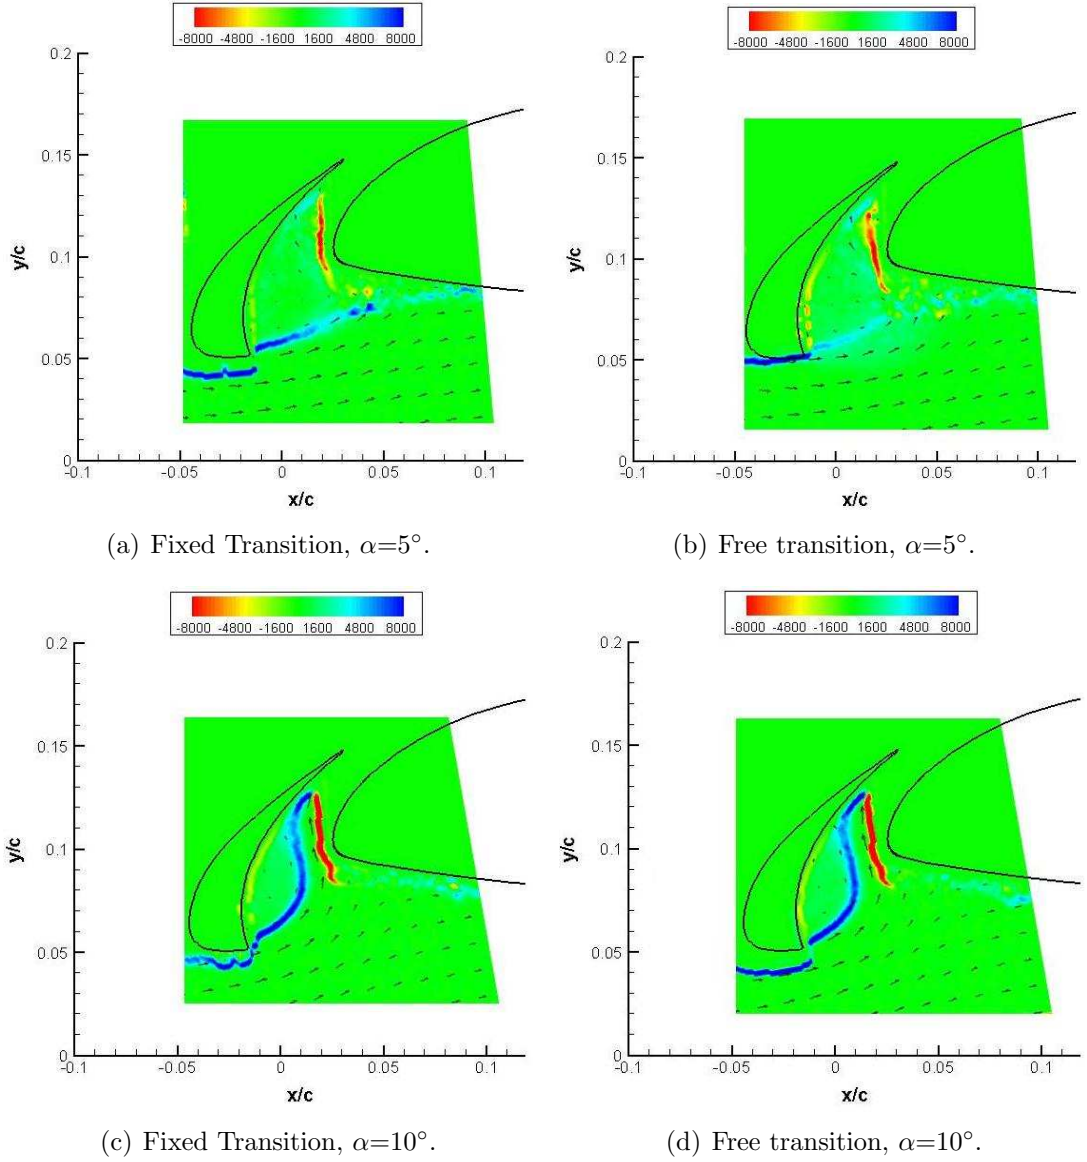 -8000 -4800 -1600 1600 4800 8000
-8000 -4800 -1600 1600 4800 8000
0.2
0.15
0.1
0.05
0
y/c
-0.1 -0.05 0 0.05 0.1
x/c
0.2
0.15
0.1
0.05
0
y/c
-0.1 -0.05 0 0.05 0.1
x/c
(a) Fixed Transition, α=5°.
(b) Free transition, α=5°.
-8000 -4800 -1600 1600 4800 8000
-8000 -4800 -1600 1600 4800 8000
0.2
0.15
0.1
0.05
0
y/c
-0.1 -0.05 0 0.05 0.1
x/c
0.2
0.15
0.1
0.05
0
y/c
-0.1 -0.05 0 0.05 0.1
x/c
(c) Fixed Transition, α=10°.
(d) Free transition, α=10°.